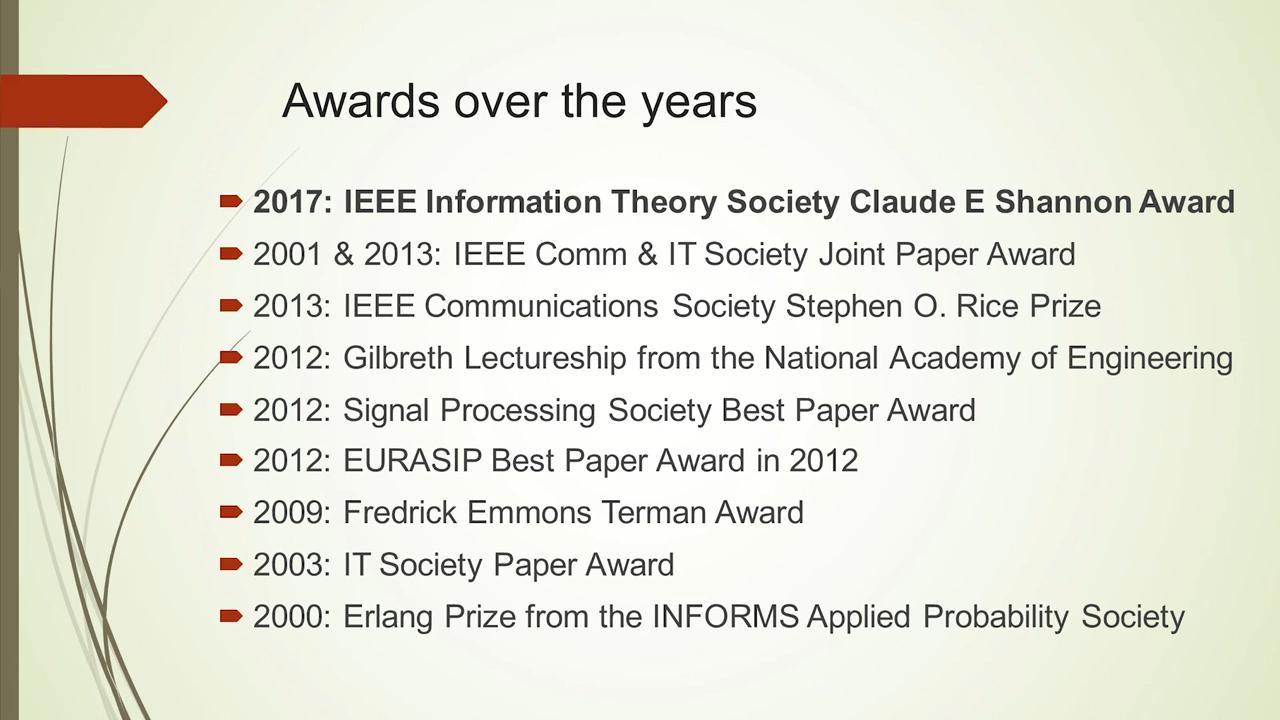 Awards over the years
2017: IEEE Information Theory Society Claude E Shannon Award
2001 & 2013: IEEE Comm & IT Society Joint Paper Award
2013: IEEE Communications Society Stephen O. Rice Prize
2012: Gilbreth Lectureship from the National Academy of Engineering
2012: Signal Processing Society Best Paper Award
2012: EURASIP Best Paper Award in 2012
2009: Fredrick Emmons Terman Award
2003: IT Society Paper Award
2000: Erlang Prize from the INFORMS Applied Probability Society